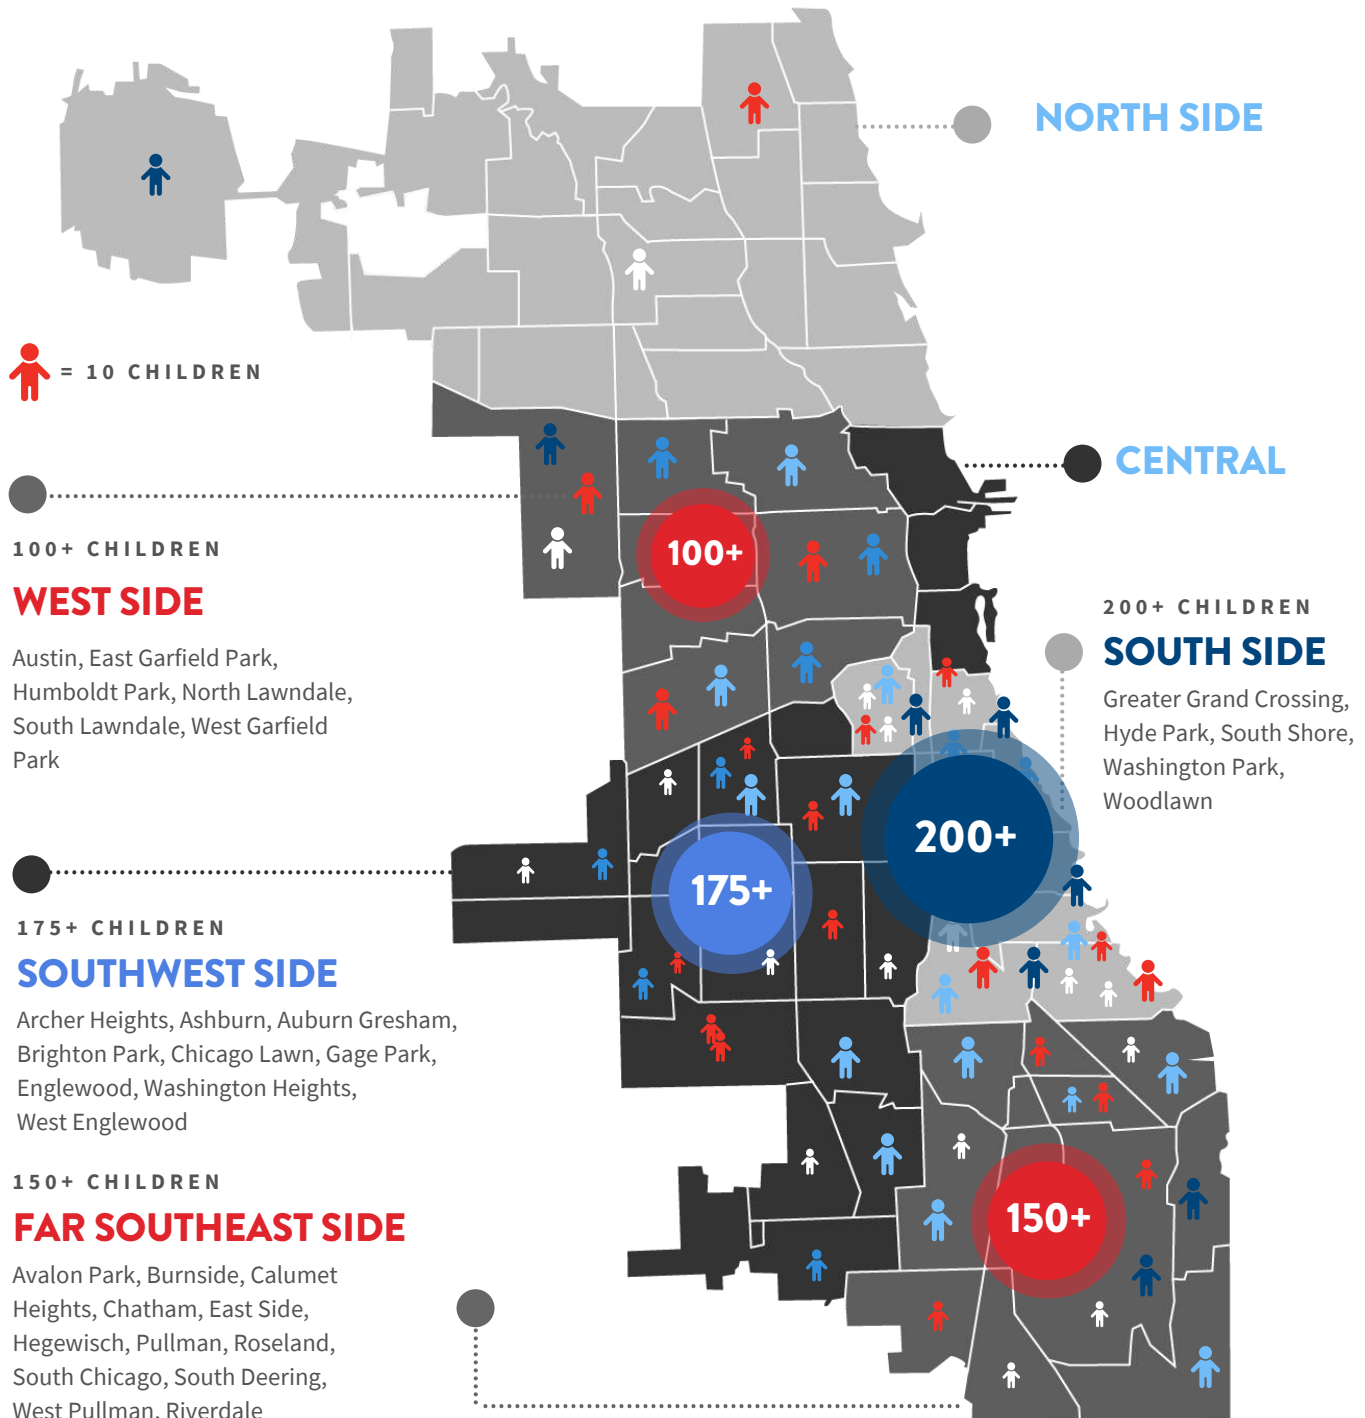 NORTH SIDE
= 10 CHILDREN
CENTRAL
100+ CHILDREN
WEST SIDE
Austin, East Garfield Park,
Humboldt Park, North Lawndale,
South Lawndale, West Garfield
Park
100+
200+ CHILDREN
SOUTH SIDE
Greater Grand Crossing,
Hyde Park, South Shore,
Washington Park,
Woodlawn
200+
175+
175+ CHILDREN
SOUTHWEST SIDE
Archer Heights, Ashburn, Auburn Gresham,
Brighton Park, Chicago Lawn, Gage Park,
Englewood, Washington Heights,
West Englewood
150+ CHILDREN
FAR SOUTHEAST SIDE
Avalon Park, Burnside, Calumet
Heights, Chatham, East Side,
Hegewisch, Pullman, Roseland,
South Chicago, South Deering,
West Pullman, Riverdale
150+